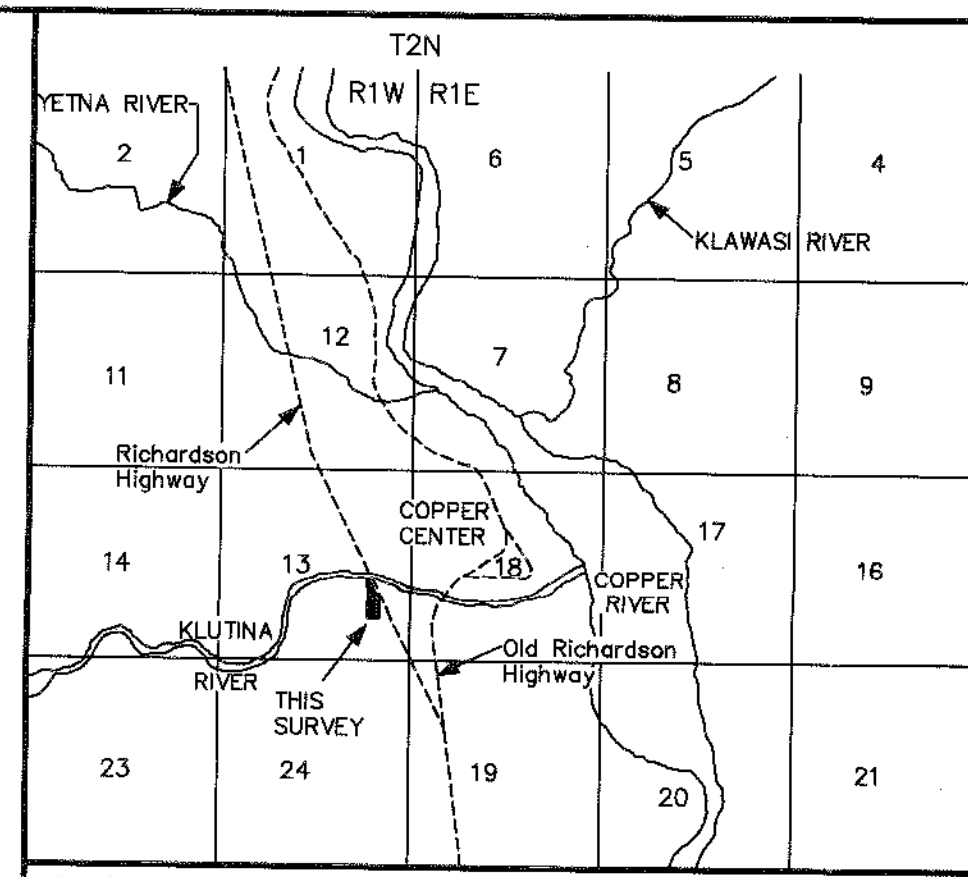 T2N
R1W R1E
YETNA RIVER
2
1
6
5
4
KLAWASI RIVER
11
12
7
8
9
Richardson
Highway
COPPER
CENTER
14
13
18
17
16
COPPER
RIVER
KLUTINA
RIVER
THIS
SURVEY
Old Richardson
Highway
23
24
19
20
21